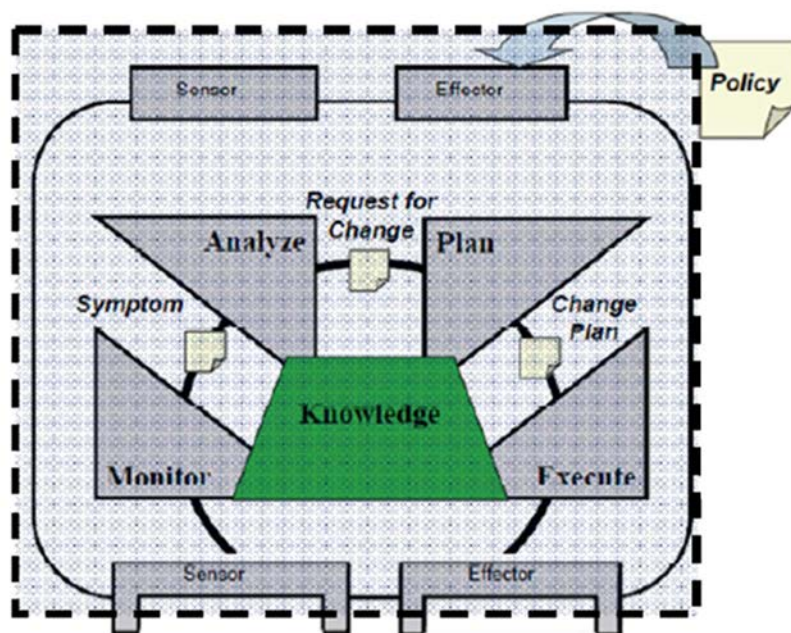 Sensor
Effector
Policy
Request for
Change
Analyze
Plan
Symptom
Change
Plan
Knowledge
Monitor
Execute
Sensor
Effector